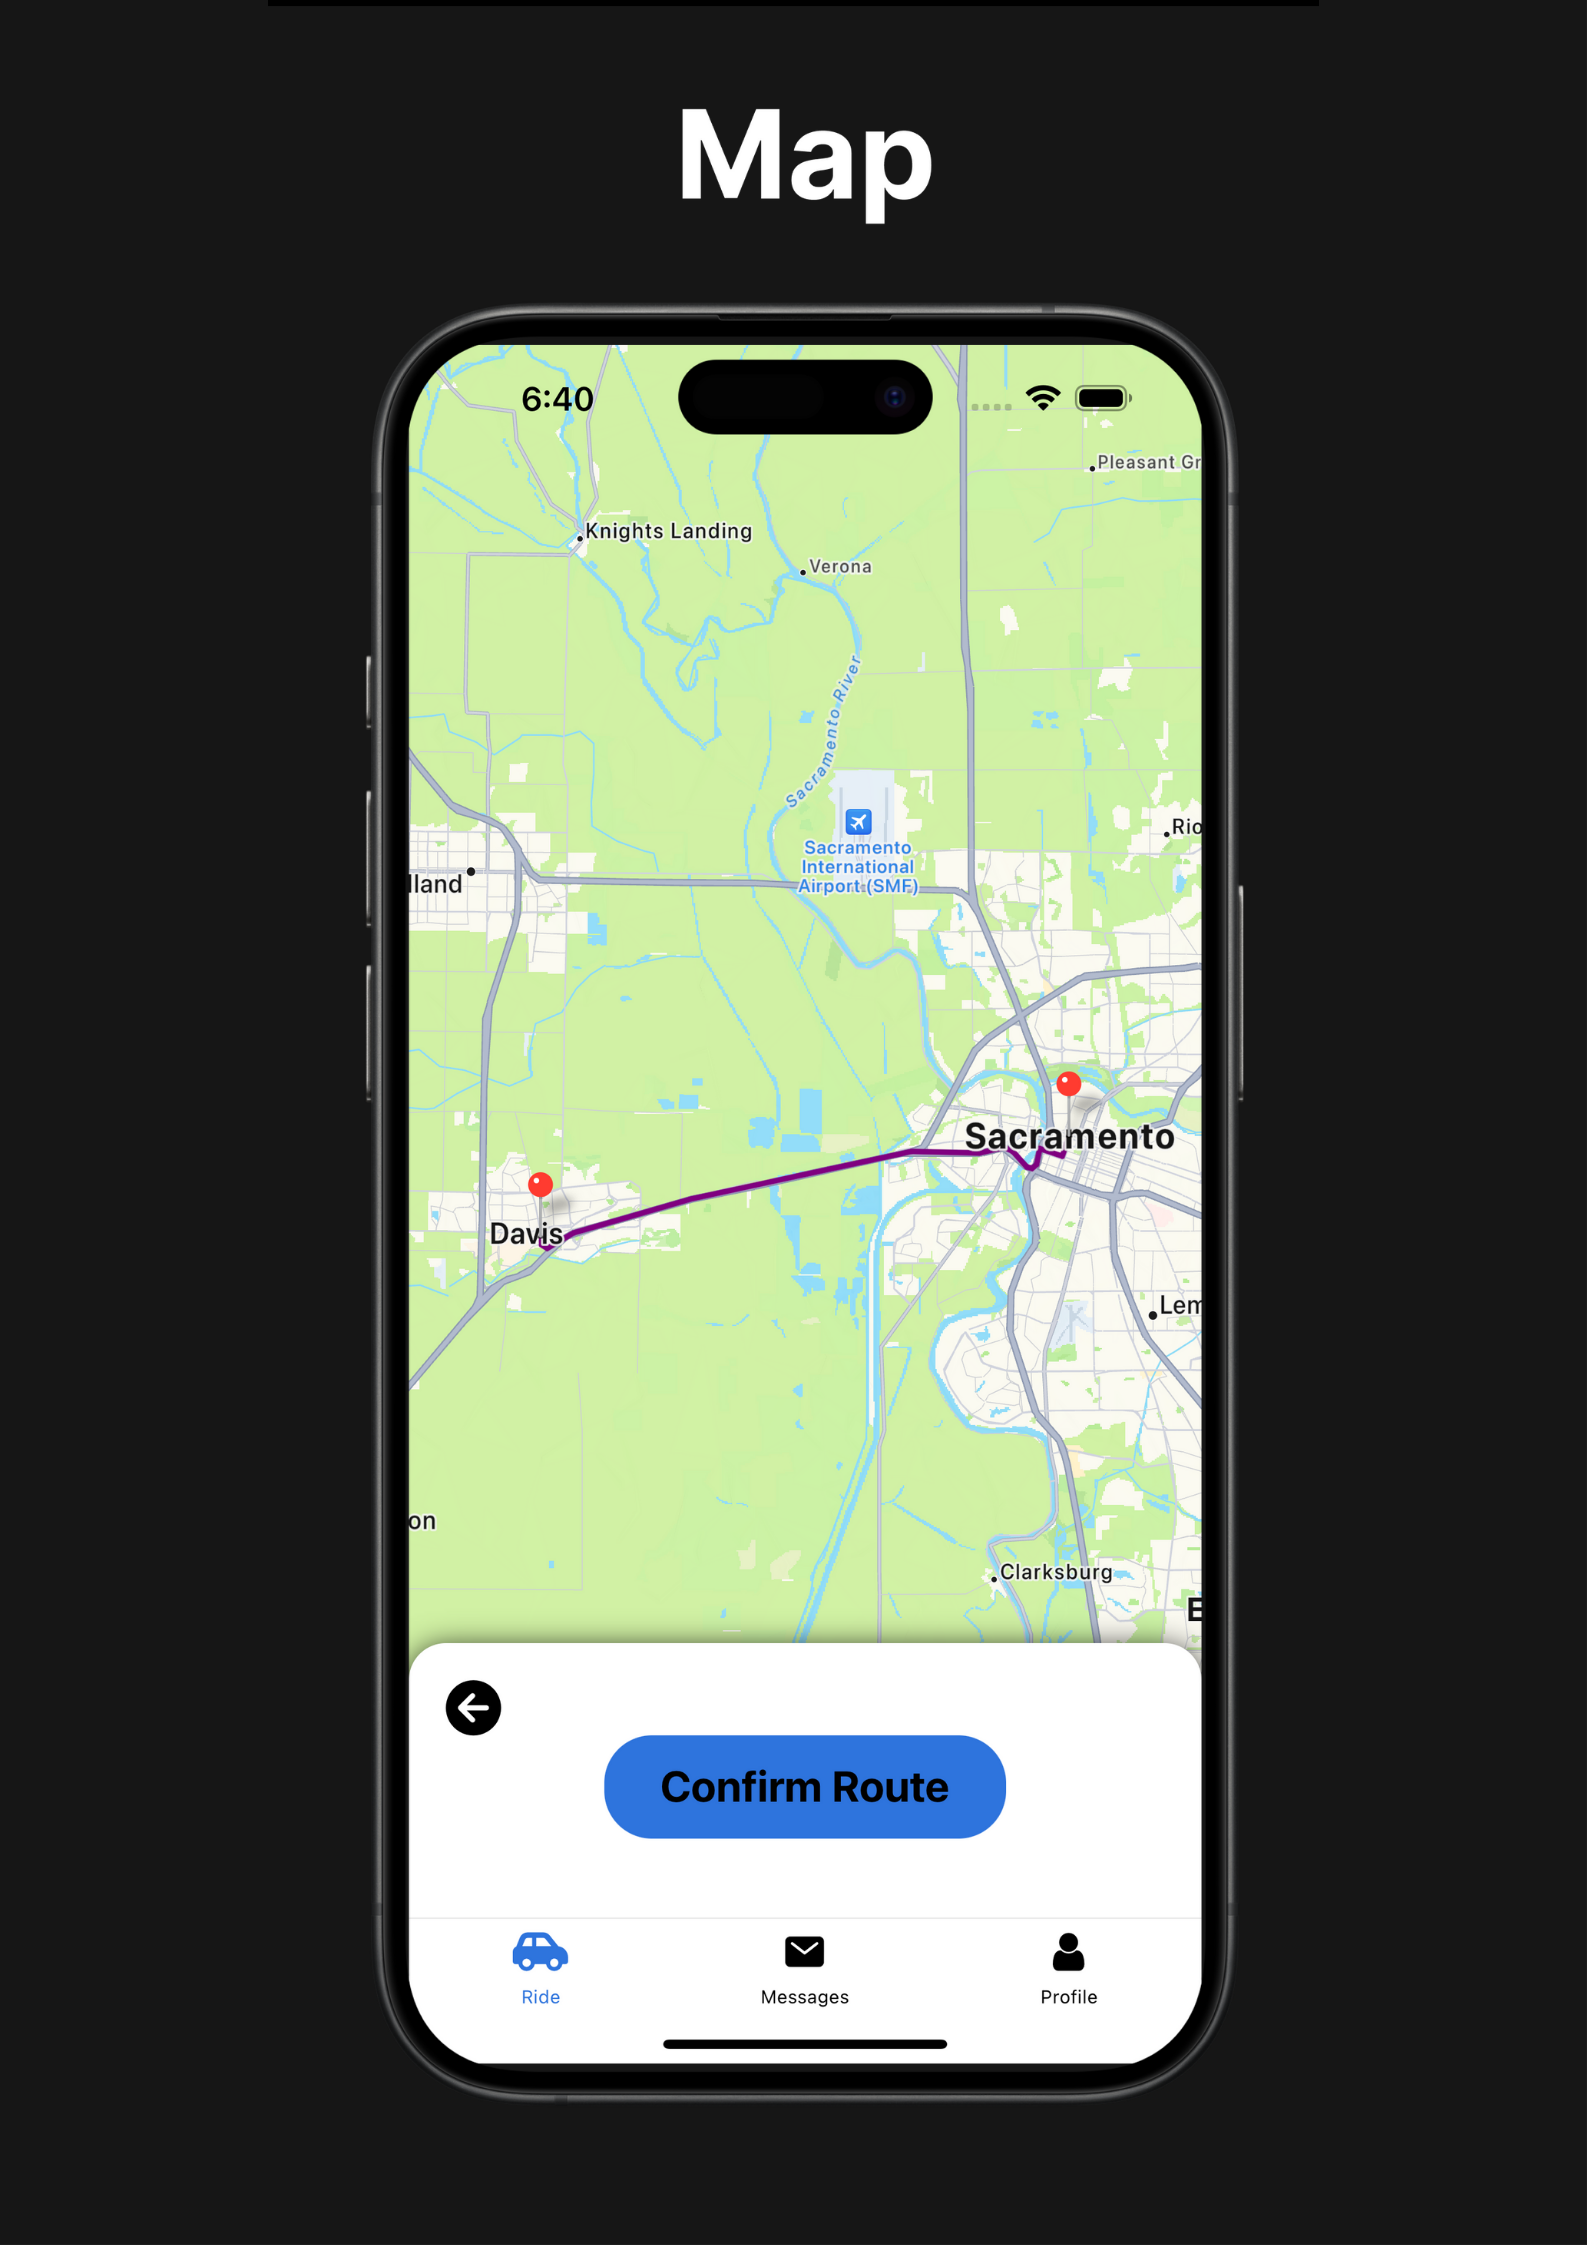 Map
6:40
Pleasant Gr
Knights Landing
Verona
Sacramento River
Sacramento
International
Airport (SMF)
Rio
lland
Sacramento
Davis
Lem
on
Clarksburg
E
Confirm Route
Ride
Messages
Profile